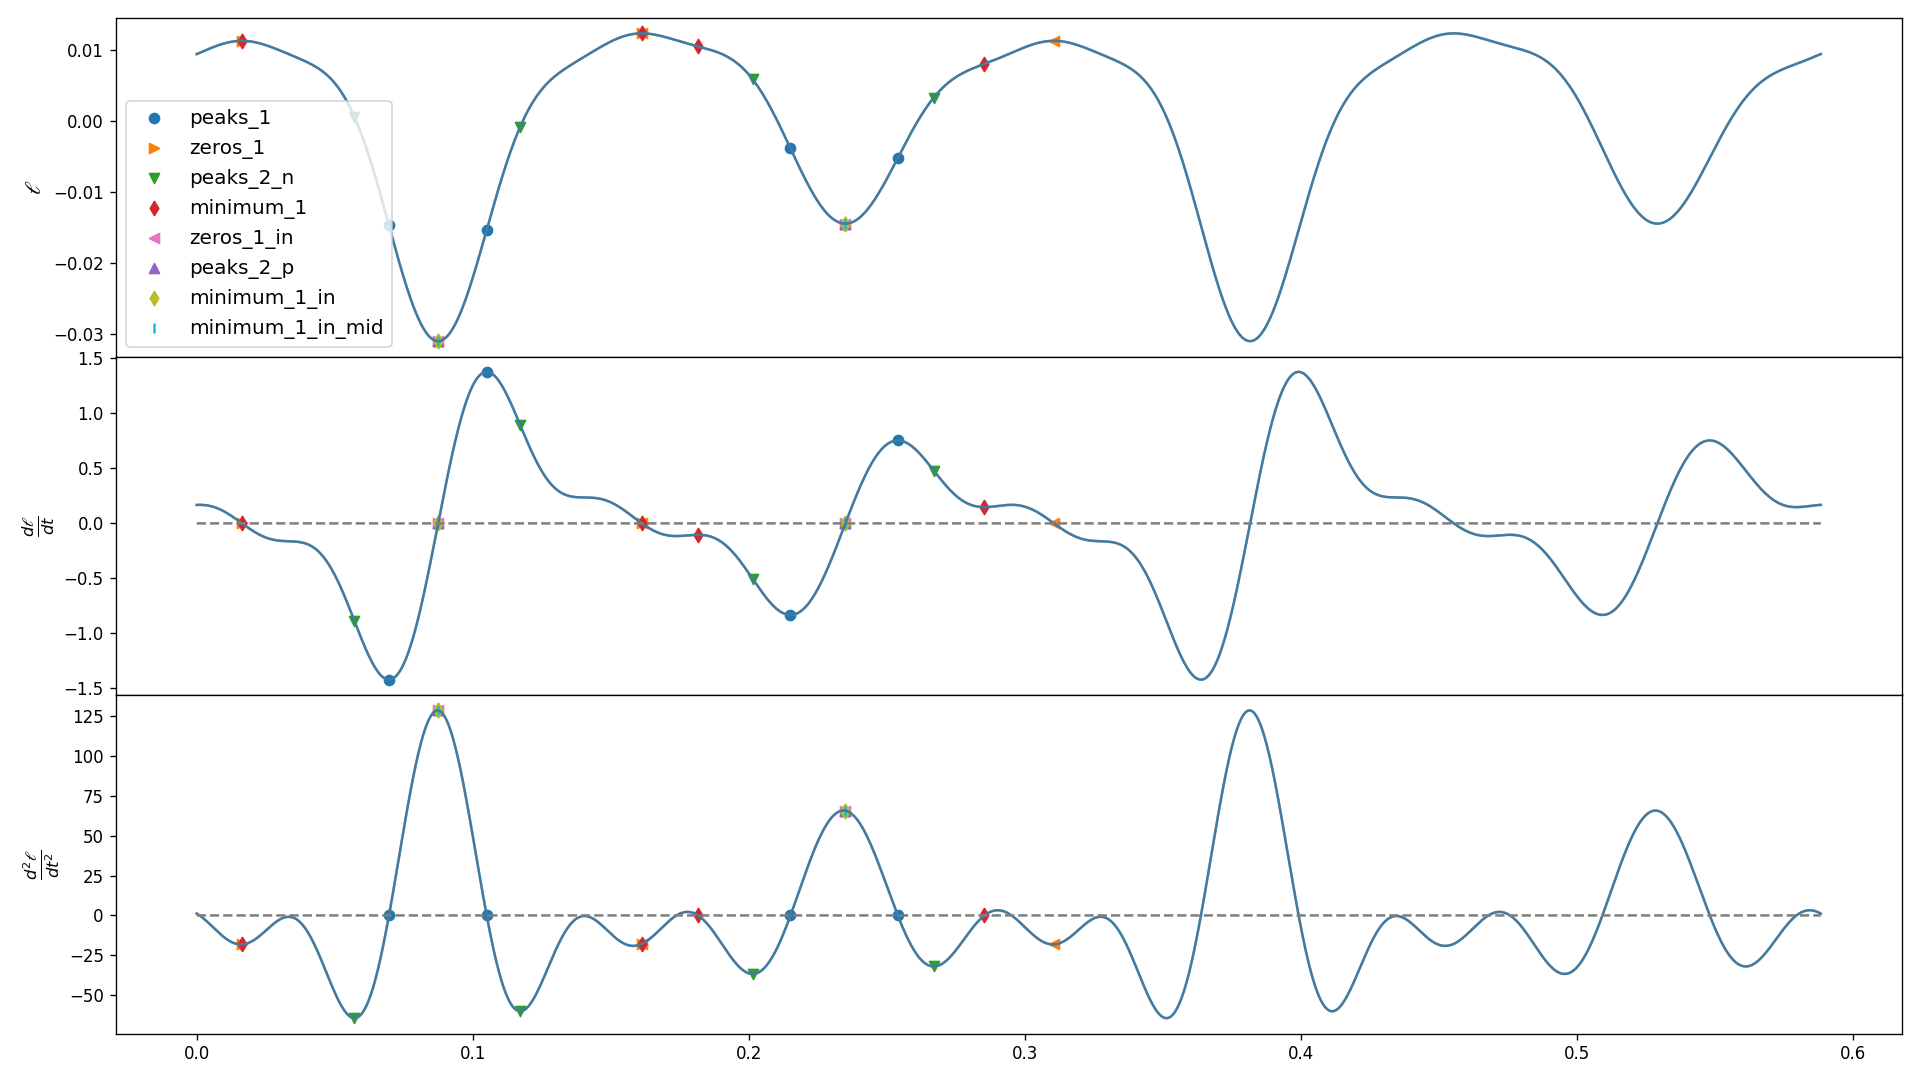 0.01
0.00
−0.01
−0.02
−0.03
ℓ
peaks_1
zeros_1
peaks_2_n
minimum_1
zeros_1_in
peaks_2_p
minimum_1_in
minimum_1_in_mid
1.5
1.0
0.5
0.0
−0.5
−1.0
−1.5
dℓ
dt
125
100
75
50
25
0
−25
−50
d²ℓ
dt²
0.0 0.1 0.2 0.3 0.4 0.5 0.6